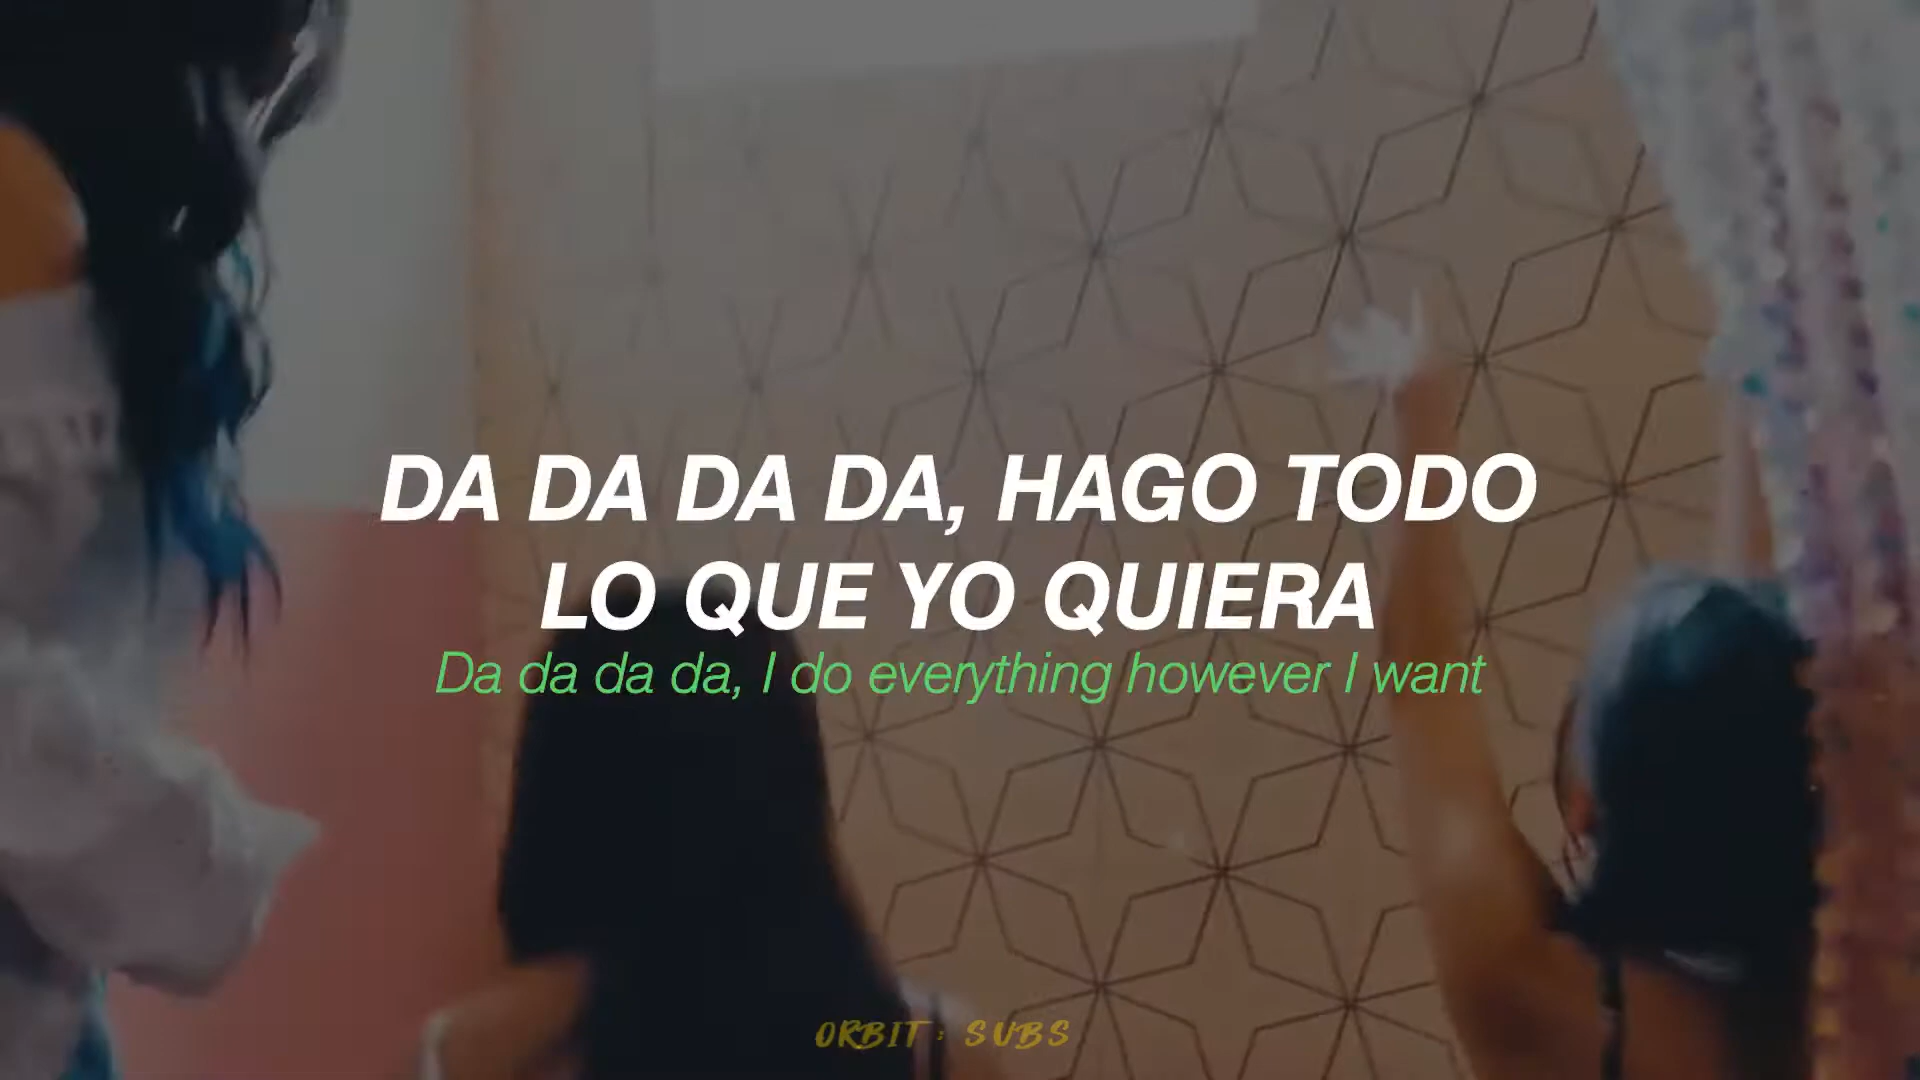 DA DA DA DA, HAGO TODO
LO QUE YO QUIERA
Da da da da, I do everything however I want
ORBIT; SUBS